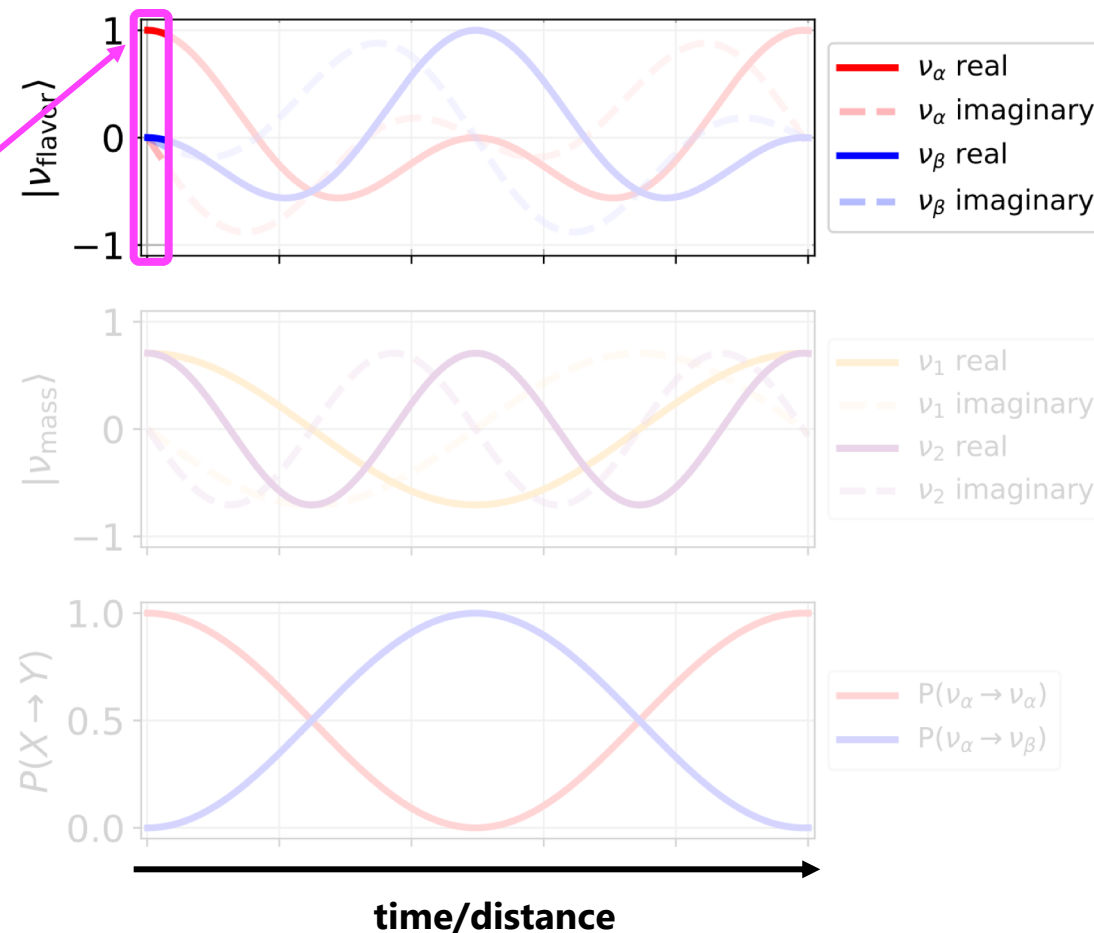 |ν_flavor⟩
1
0
−1
ν_α real
ν_α imaginary
ν_β real
ν_β imaginary
|ν_mass⟩
1
0
−1
ν_1 real
ν_1 imaginary
ν_2 real
ν_2 imaginary
P(X → Y)
1.0
0.5
0.0
P(ν_α → ν_α)
P(ν_α → ν_β)
time/distance